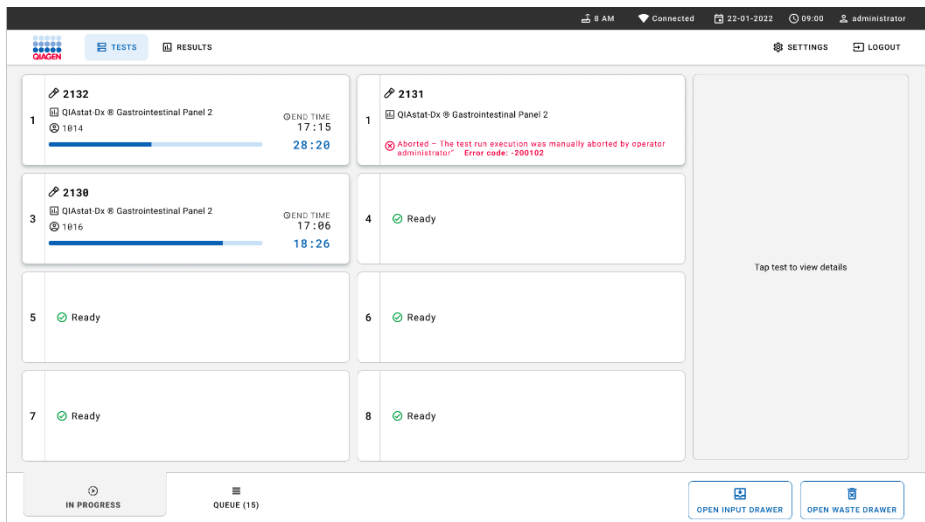 8 AM Connected 22-01-2022 09:00 administrator
QIAGEN TESTS RESULTS SETTINGS LOGOUT
1
2132
QIAstat-Dx ® Gastrointestinal Panel 2
1014
END TIME
17:15
28:20
1
2131
QIAstat-Dx ® Gastrointestinal Panel 2
Aborted – The test run execution was manually aborted by operator
administrator" Error code: -200102
3
2130
QIAstat-Dx ® Gastrointestinal Panel 2
1016
END TIME
17:06
18:26
4 Ready
Tap test to view details
5 Ready
6 Ready
7 Ready
8 Ready
IN PROGRESS
QUEUE (15)
OPEN INPUT DRAWER
OPEN WASTE DRAWER